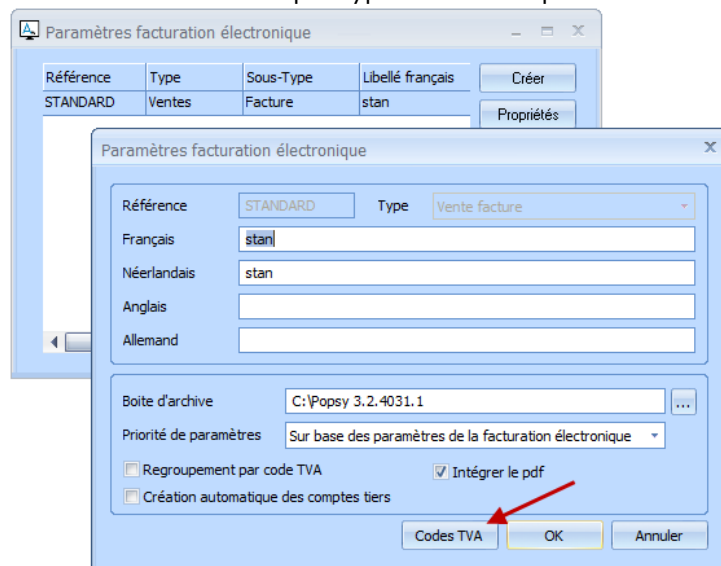 Paramètres facturation électronique
Référence Type Sous-Type Libellé français Créer
STANDARD Ventes Facture stan
Propriétés
Paramètres facturation électronique
Référence STANDARD Type Vente facture
Français stan
Néerlandais stan
Anglais
Allemand
Boite d'archive C:\Popsy 3.2.4031.1 ...
Priorité de paramètres Sur base des paramètres de la facturation électronique
Regroupement par code TVA Intégrer le pdf
Création automatique des comptes tiers
Codes TVA OK Annuler